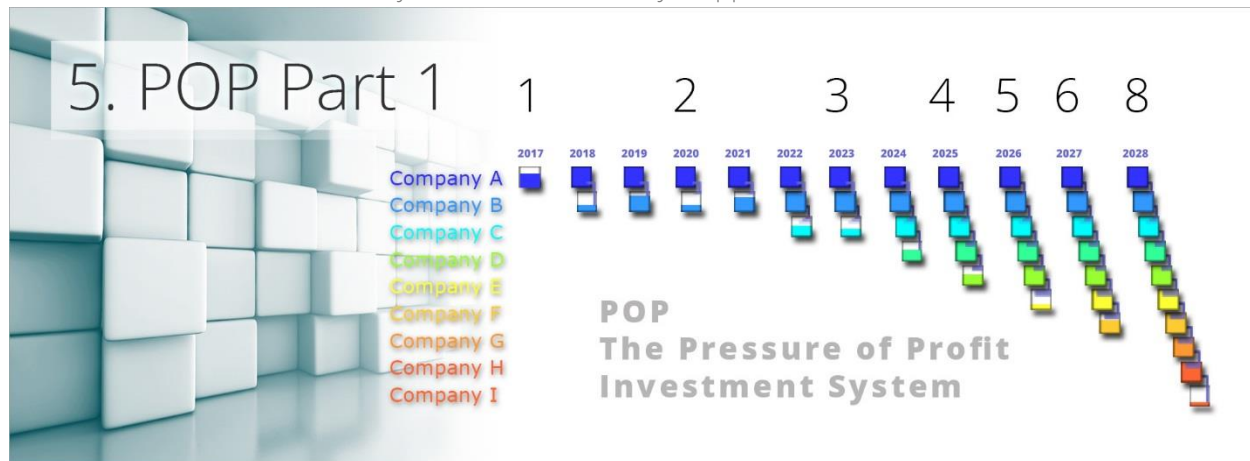 5. POP Part 1
1 2 3 4 5 6 8
2017 2018 2019 2020 2021 2022 2023 2024 2025 2026 2027 2028
Company A
Company B
Company C
Company D
Company E
Company F
Company G
Company H
Company I
POP
The Pressure of Profit
Investment System